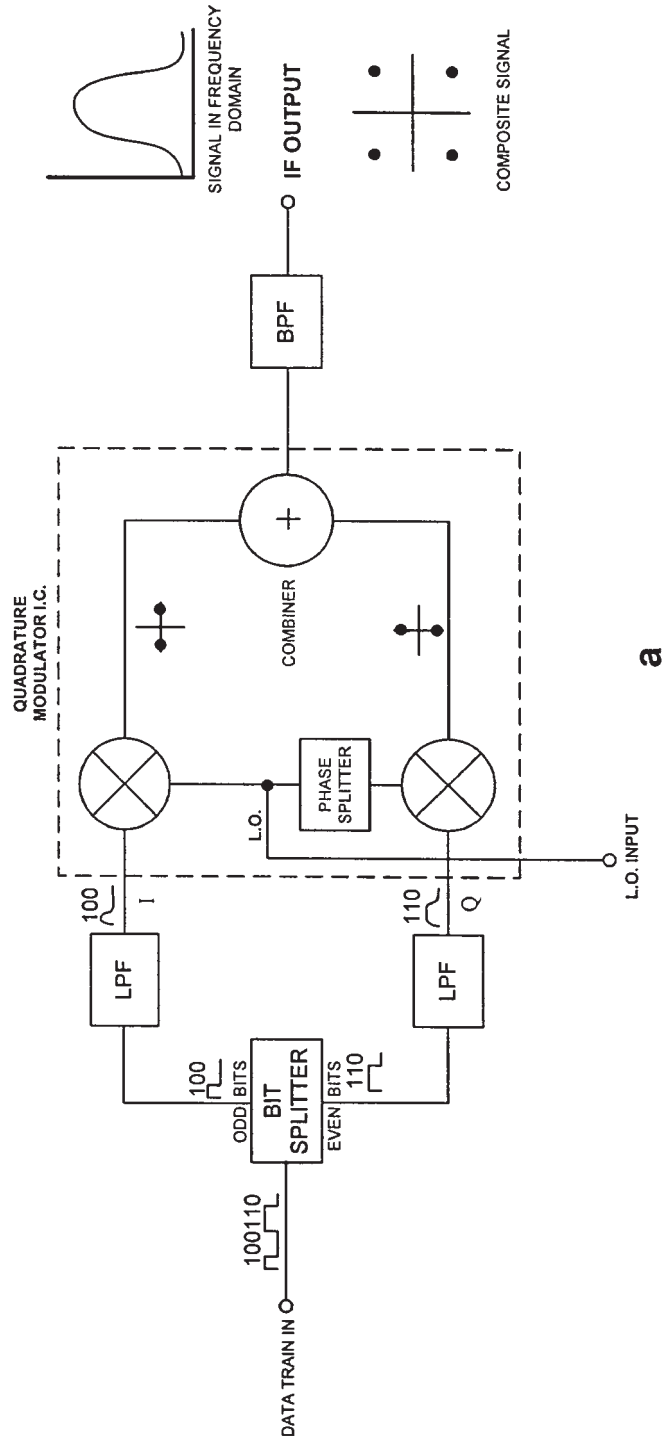 DATA TRAIN IN
100110
BIT
SPLITTER
ODD BITS
EVEN BITS
100
110
LPF
LPF
100
I
110
Q
QUADRATURE
MODULATOR I.C.
L.O.
PHASE
SPLITTER
L.O. INPUT
COMBINER
+
BPF
IF OUTPUT
SIGNAL IN FREQUENCY
DOMAIN
COMPOSITE SIGNAL
a